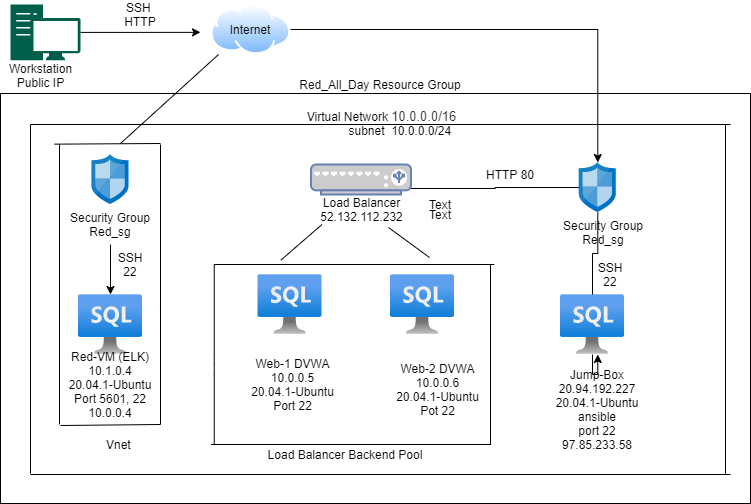 SSH
HTTP
Internet
Workstation
Public IP
Red_All_Day Resource Group
Virtual Network 10.0.0.0/16
subnet 10.0.0.0/24
Security Group
Red_sg
SSH
22
SQL
Red-VM (ELK)
10.1.0.4
20.04.1-Ubuntu
Port 5601, 22
10.0.0.4
Vnet
Load Balancer
52.132.112.232
Text
Text
HTTP 80
SQL
Web-1 DVWA
10.0.0.5
20.04.1-Ubuntu
Port 22
SQL
Web-2 DVWA
10.0.0.6
20.04.1-Ubuntu
Pot 22
Load Balancer Backend Pool
Security Group
Red_sg
SSH
22
SQL
Jump-Box
20.94.192.227
20.04.1-Ubuntu
ansible
port 22
97.85.233.58